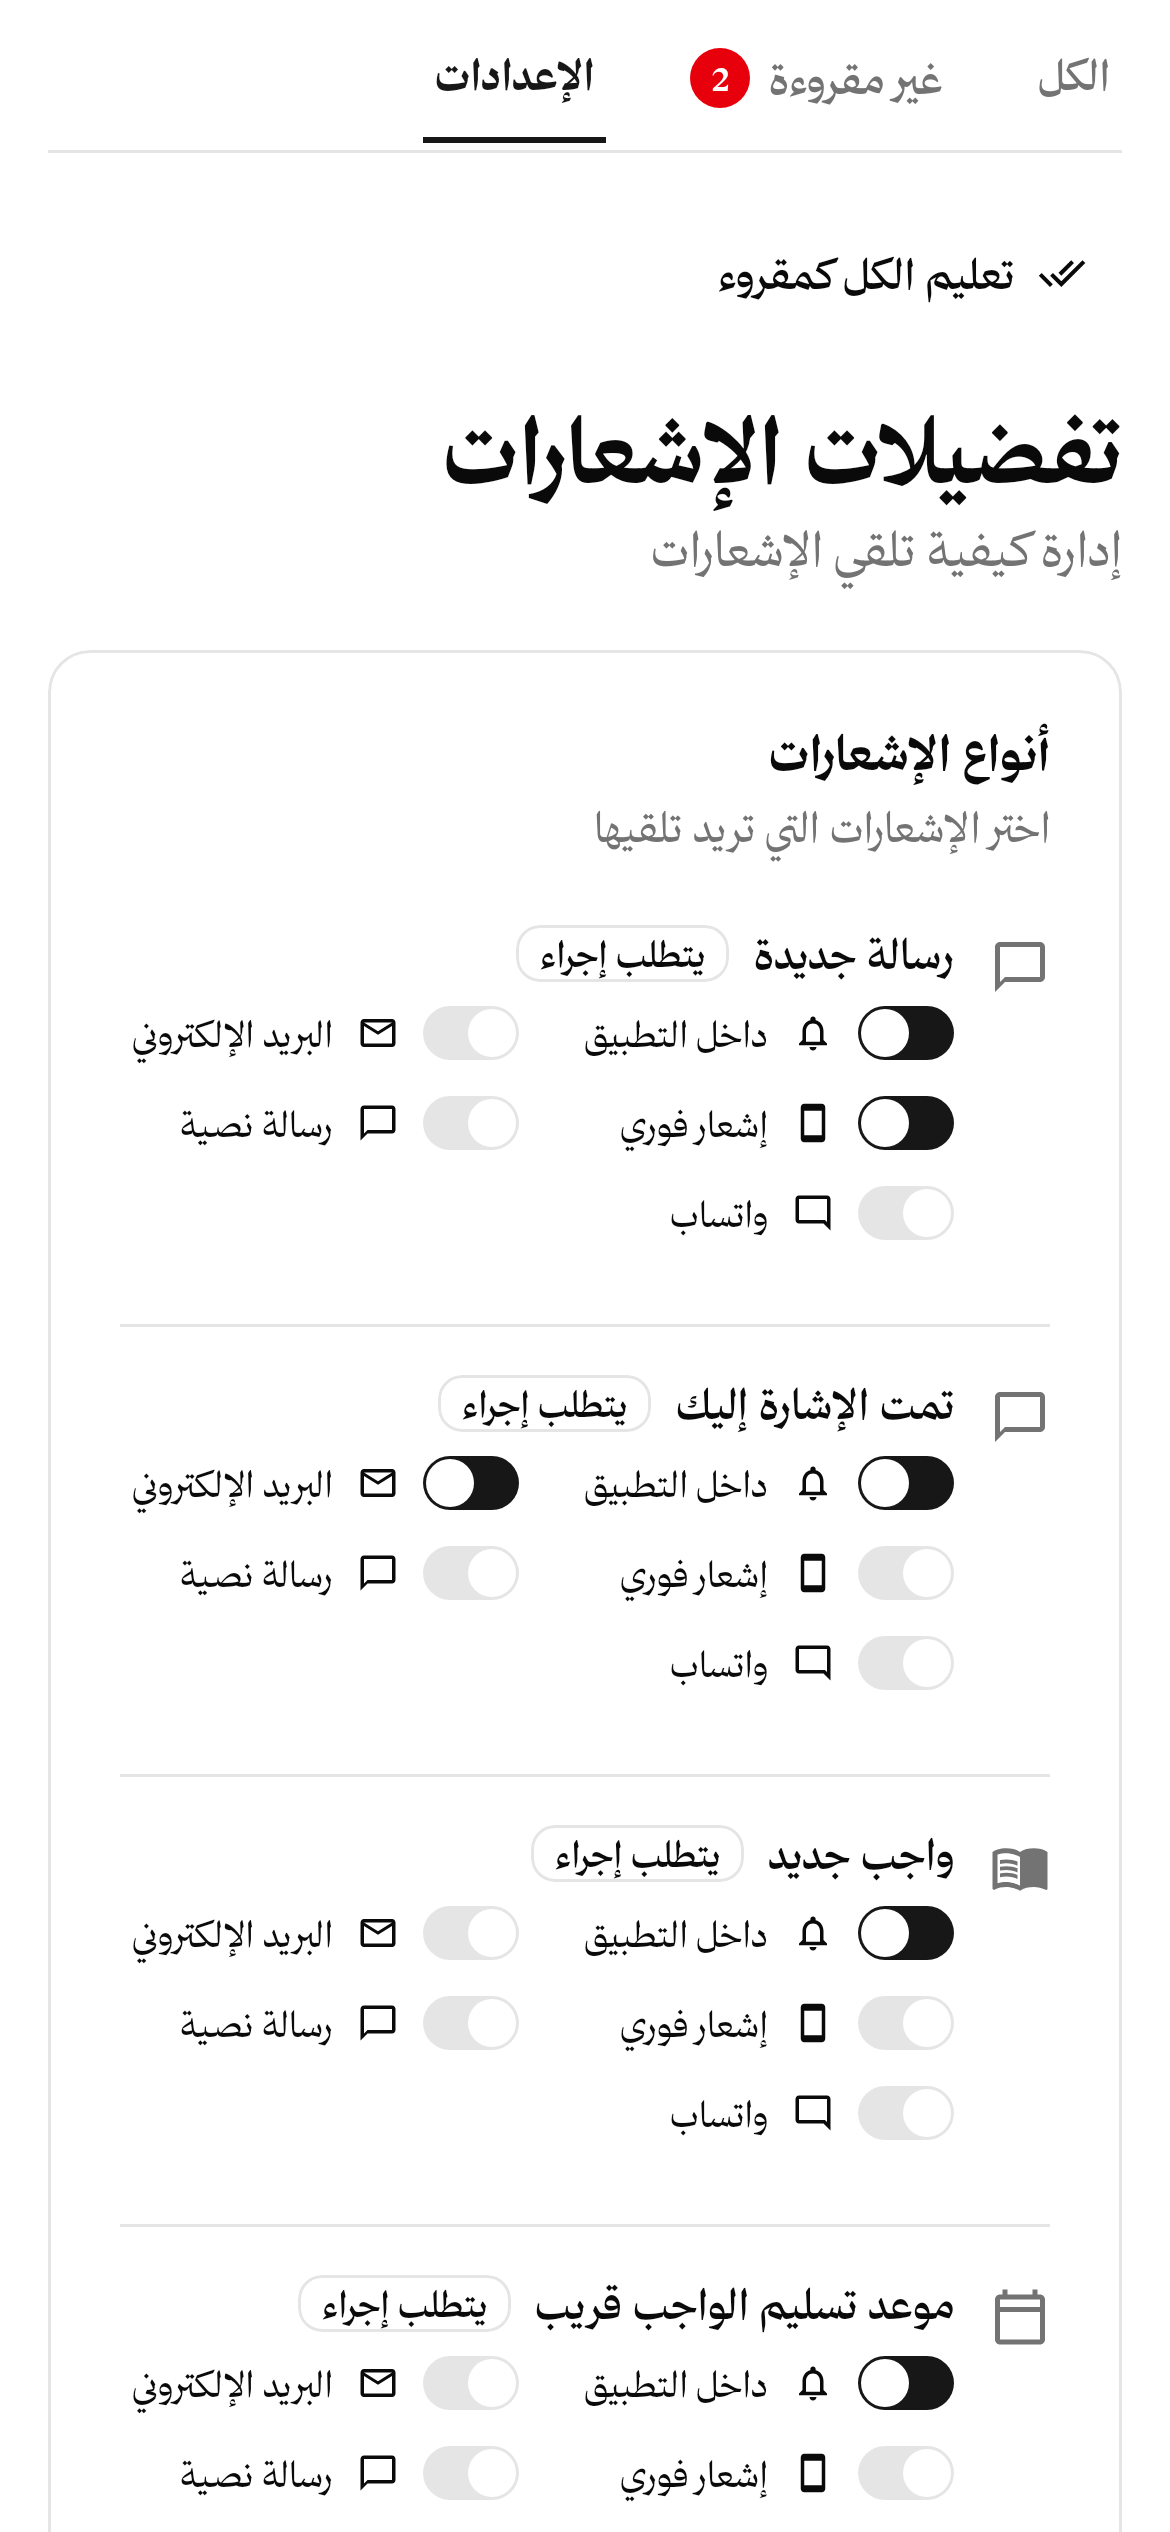 الكل
غير مقروءة 2
الإعدادات
تعليم الكل كمقروء
تفضيلات الإشعارات
إدارة كيفية تلقي الإشعارات
أنواع الإشعارات
اختر الإشعارات التي تريد تلقيها
رسالة جديدة يتطلب إجراء
داخل التطبيق البريد الإلكتروني
إشعار فوري رسالة نصية
واتساب
تمت الإشارة إليك يتطلب إجراء
داخل التطبيق البريد الإلكتروني
إشعار فوري رسالة نصية
واتساب
واجب جديد يتطلب إجراء
داخل التطبيق البريد الإلكتروني
إشعار فوري رسالة نصية
واتساب
موعد تسليم الواجب قريب يتطلب إجراء
داخل التطبيق البريد الإلكتروني
إشعار فوري رسالة نصية